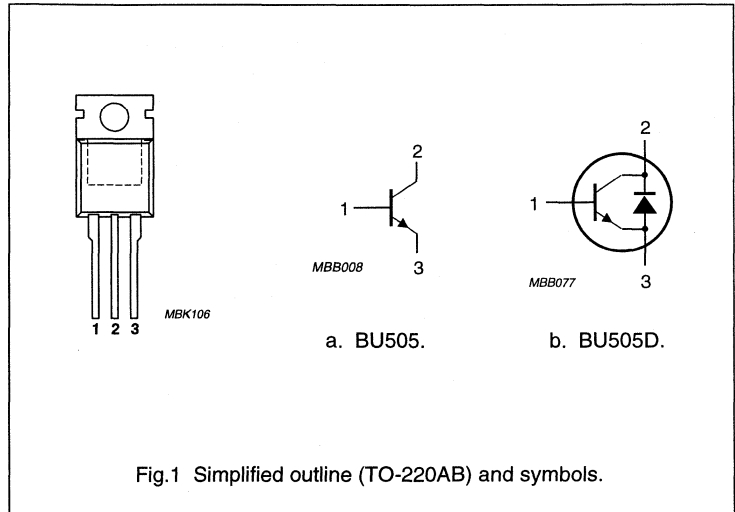 1 2 3
MBK106
2
1
3
MBB008
a. BU505.
2
1
3
MBB077
b. BU505D.
Fig.1 Simplified outline (TO-220AB) and symbols.